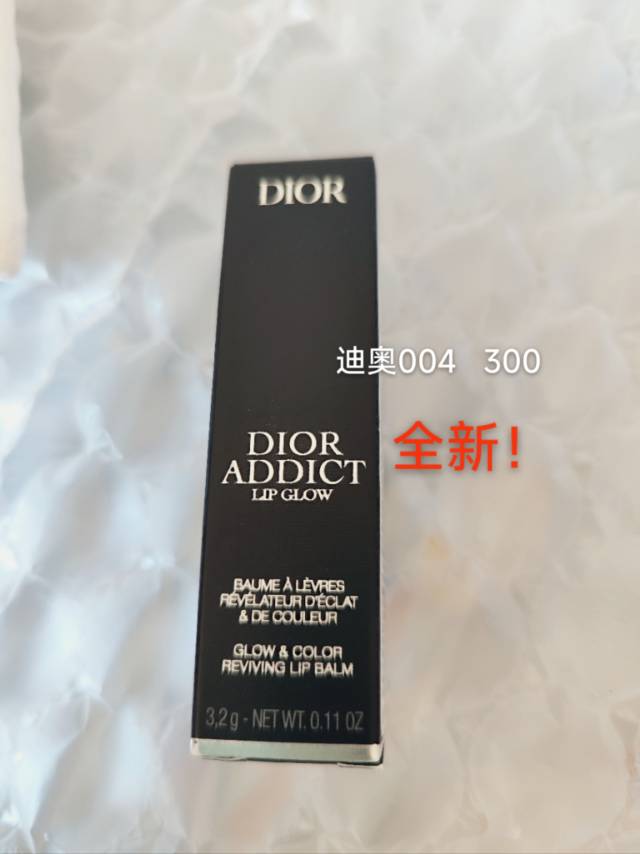 DIOR
迪奥004 300
全新！
DIOR
ADDICT
LIP GLOW
BAUME À LÈVRES
RÉVÉLATEUR D'ÉCLAT
& DE COULEUR
GLOW & COLOR
REVIVING LIP BALM
3,2 g - NET WT. 0.11 OZ